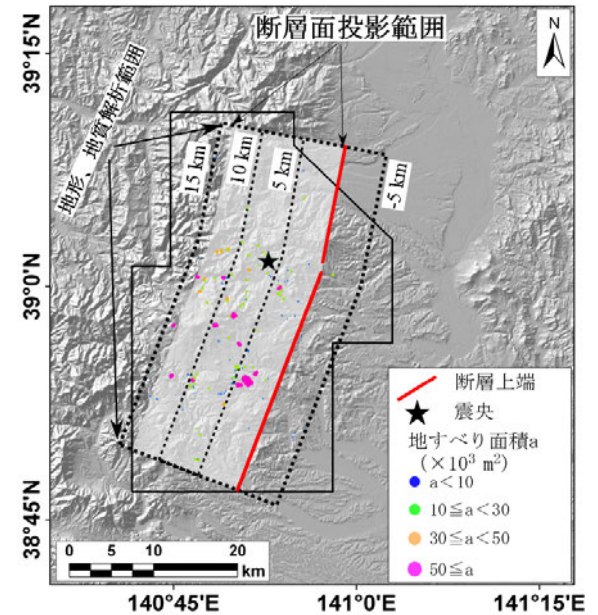 断層面投影範囲
N
39°15'N
地形、地質解析範囲
15 km
10 km
5 km
-5 km
39°0'N
断層上端
震央
地すべり面積a
(×10³ m²)
a<10
10≦a<30
30≦a<50
50≦a
38°45'N
0 5 10 20
km
140°45'E
141°0'E
141°15'E